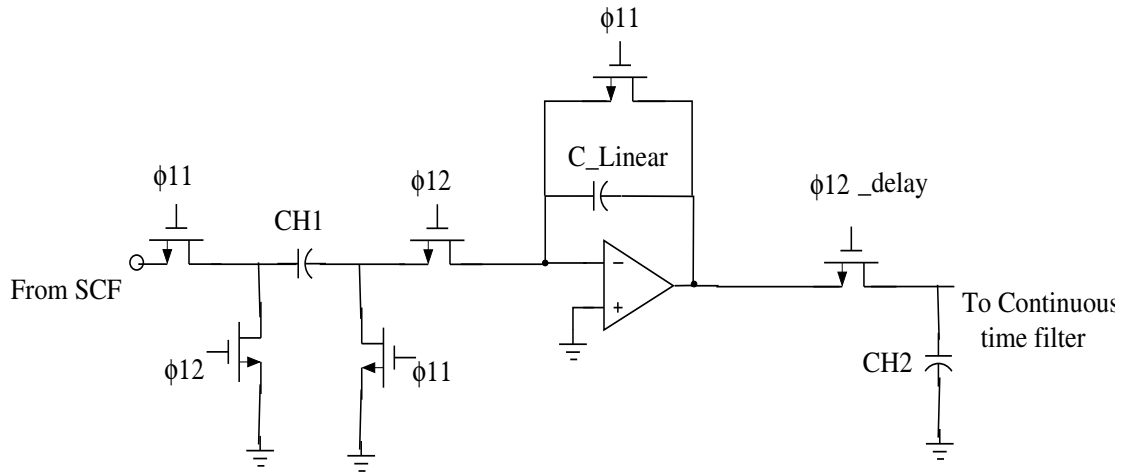 ϕ11
C_Linear
ϕ11
ϕ12
ϕ12 _delay
CH1
From SCF
−
+
To Continuous
time filter
ϕ12
ϕ11
CH2